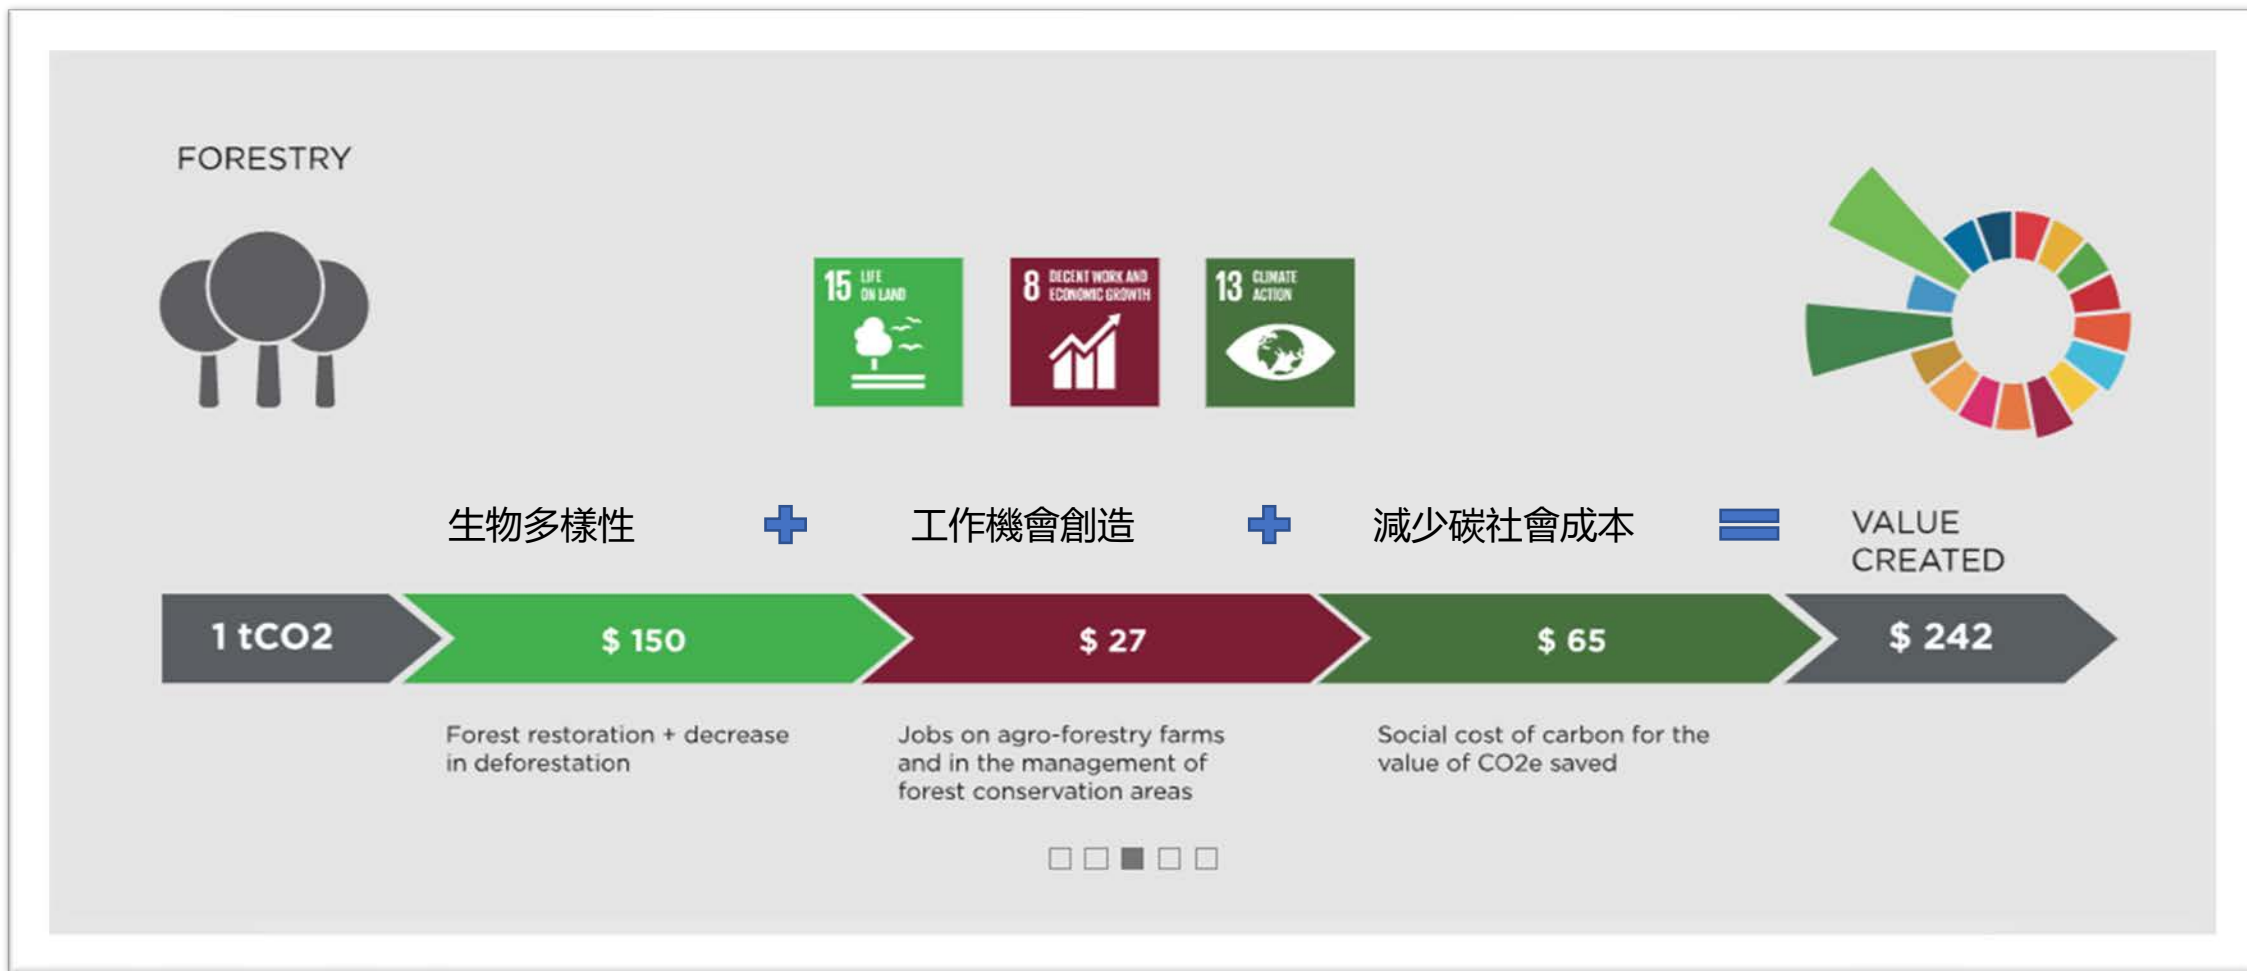 FORESTRY
15 LIFE
ON LAND
8 DECENT WORK AND
ECONOMIC GROWTH
13 CLIMATE
ACTION
生物多樣性
工作機會創造
減少碳社會成本
VALUE
CREATED
1 tCO2
$ 150
$ 27
$ 65
$ 242
Forest restoration + decrease
in deforestation
Jobs on agro-forestry farms
and in the management of
forest conservation areas
Social cost of carbon for the
value of CO2e saved